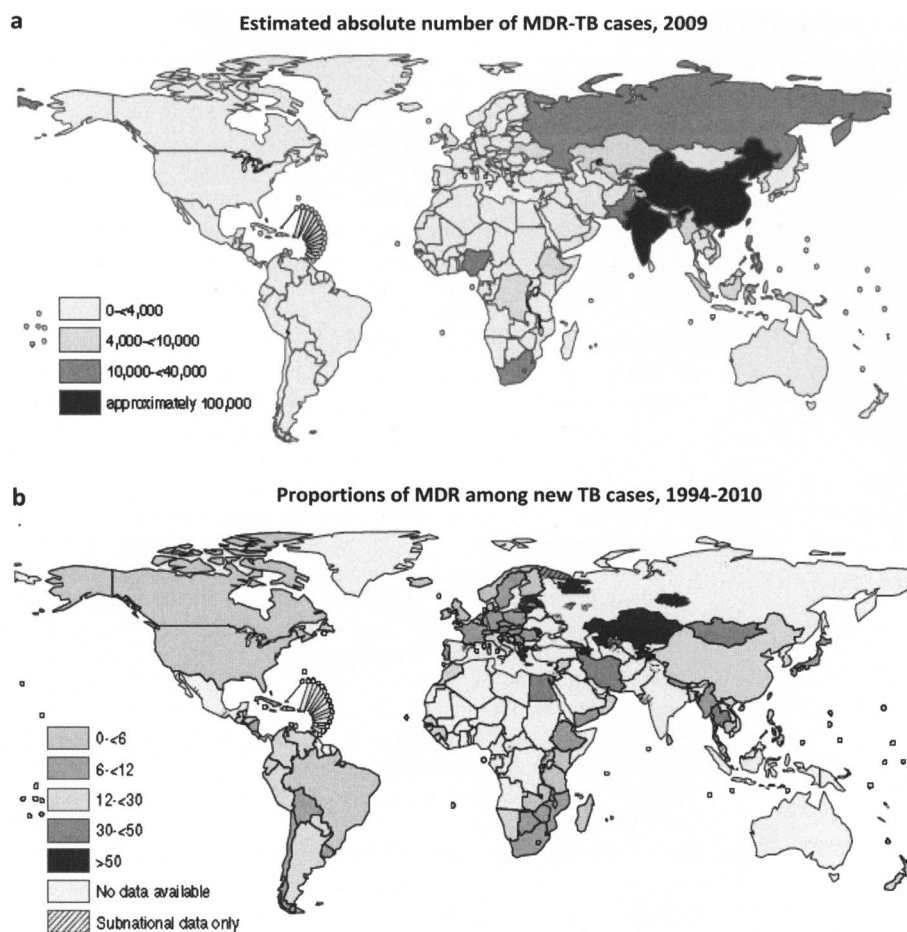 a
Estimated absolute number of MDR-TB cases, 2009
0-<4,000
4,000-<10,000
10,000-<40,000
approximately 100,000
b
Proportions of MDR among new TB cases, 1994-2010
0-<6
6-<12
12-<30
30-<50
>50
No data available
Subnational data only